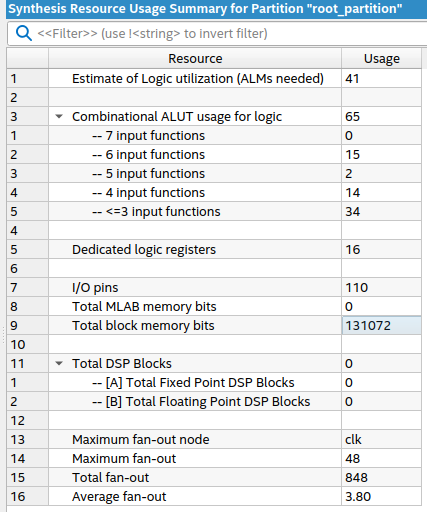 Synthesis Resource Usage Summary for Partition "root_partition"
<<Filter>> (use !<string> to invert filter)
Resource Usage
1 Estimate of Logic utilization (ALMs needed) 41
2
3 Combinational ALUT usage for logic 65
1 -- 7 input functions 0
2 -- 6 input functions 15
3 -- 5 input functions 2
4 -- 4 input functions 14
5 -- <=3 input functions 34
4
5 Dedicated logic registers 16
6
7 I/O pins 110
8 Total MLAB memory bits 0
9 Total block memory bits 131072
10
11 Total DSP Blocks 0
1 -- [A] Total Fixed Point DSP Blocks 0
2 -- [B] Total Floating Point DSP Blocks 0
12
13 Maximum fan-out node clk
14 Maximum fan-out 48
15 Total fan-out 848
16 Average fan-out 3.80